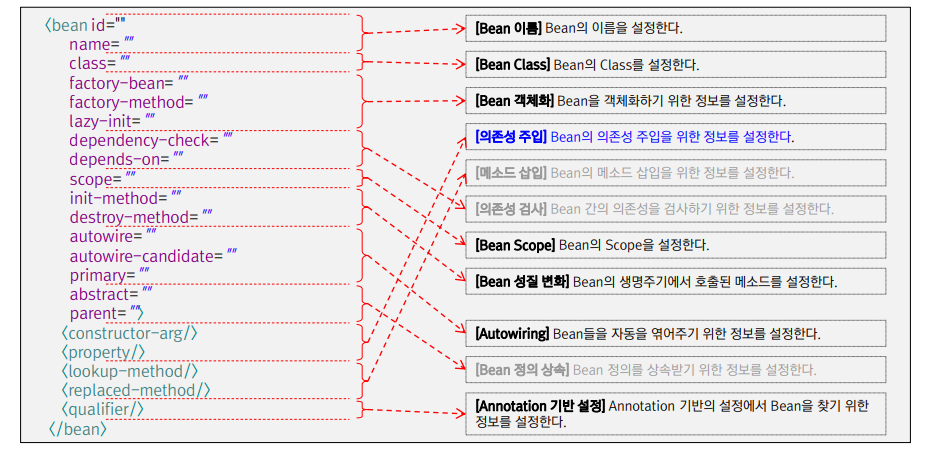 <bean id=""
name= ""
class= ""
factory-bean= ""
factory-method= ""
lazy-init= ""
dependency-check= ""
depends-on= ""
scope= ""
init-method= ""
destroy-method= ""
autowire= ""
autowire-candidate= ""
primary= ""
abstract= ""
parent= "">
<constructor-arg/>
<property/>
<lookup-method/>
<replaced-method/>
<qualifier/>
</bean>
[Bean 이름] Bean의 이름을 설정한다.
[Bean Class] Bean의 Class를 설정한다.
[Bean 객체화] Bean을 객체화하기 위한 정보를 설정한다.
[의존성 주입] Bean의 의존성 주입을 위한 정보를 설정한다.
[메소드 삽입] Bean의 메소드 삽입을 위한 정보를 설정한다.
[의존성 검사] Bean 간의 의존성을 검사하기 위한 정보를 설정한다.
[Bean Scope] Bean의 Scope을 설정한다.
[Bean 성질 변화] Bean의 생명주기에서 호출된 메소드를 설정한다.
[Autowiring] Bean들을 자동을 엮어주기 위한 정보를 설정한다.
[Bean 정의 상속] Bean 정의를 상속받기 위한 정보를 설정한다.
[Annotation 기반 설정] Annotation 기반의 설정에서 Bean을 찾기 위한
정보를 설정한다.